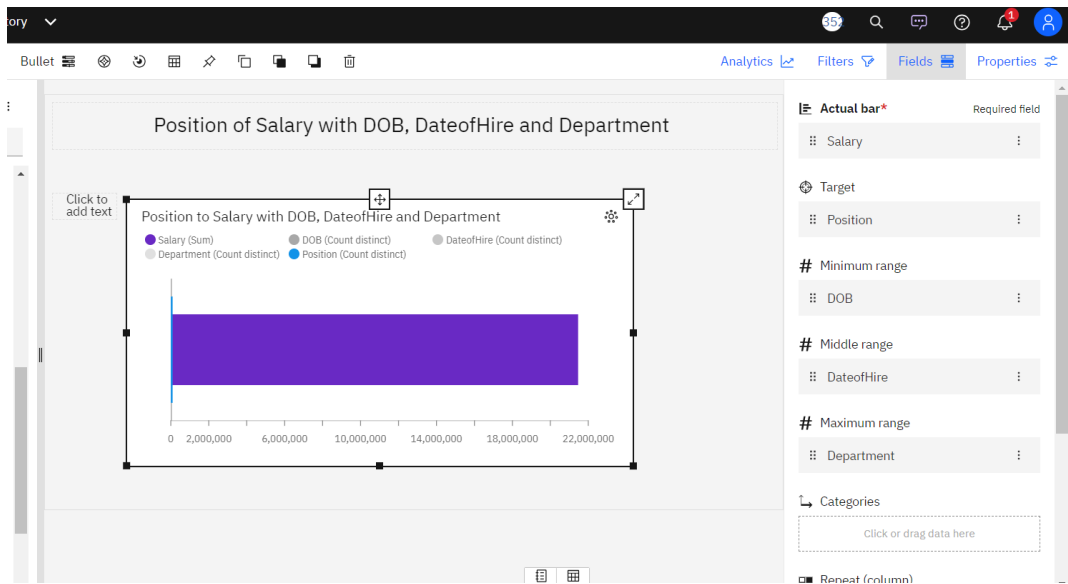 ory
352
1
Bullet
Analytics
Filters
Fields
Properties
Position of Salary with DOB, DateofHire and Department
Click to
add text
Position to Salary with DOB, DateofHire and Department
Salary (Sum) DOB (Count distinct) DateofHire (Count distinct)
Department (Count distinct) Position (Count distinct)
0 2,000,000 6,000,000 10,000,000 14,000,000 18,000,000 22,000,000
Actual bar* Required field
Salary
Target
Position
# Minimum range
DOB
# Middle range
DateofHire
# Maximum range
Department
Categories
Click or drag data here
Repeat (column)